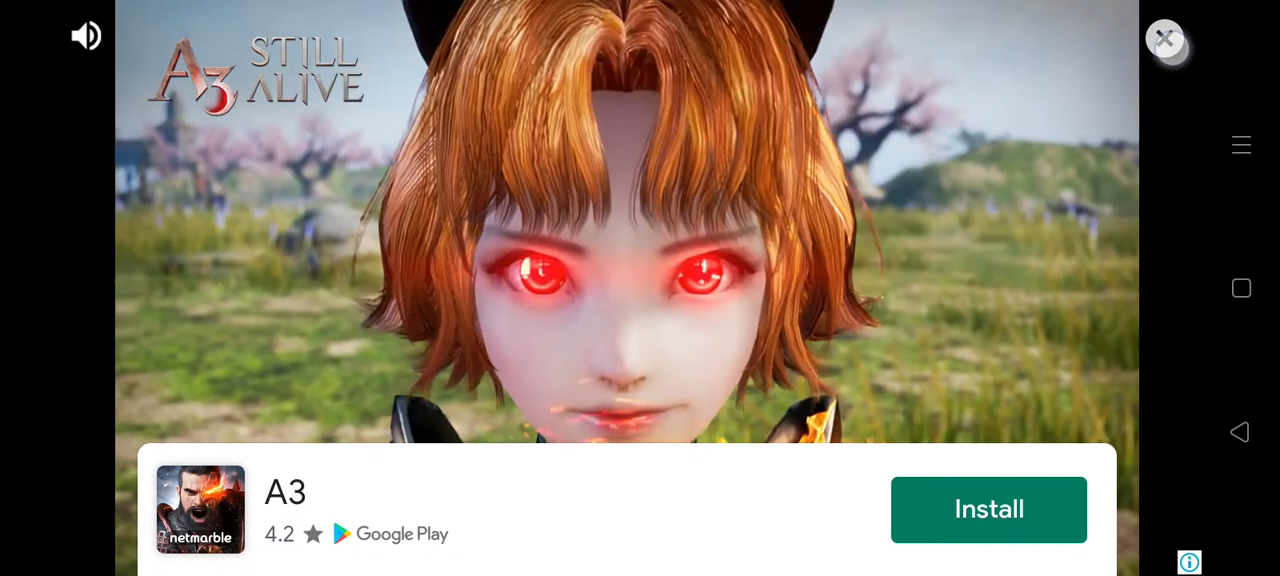 A3 STILL
ALIVE
netmarble
A3
4.2 ★ Google Play
Install